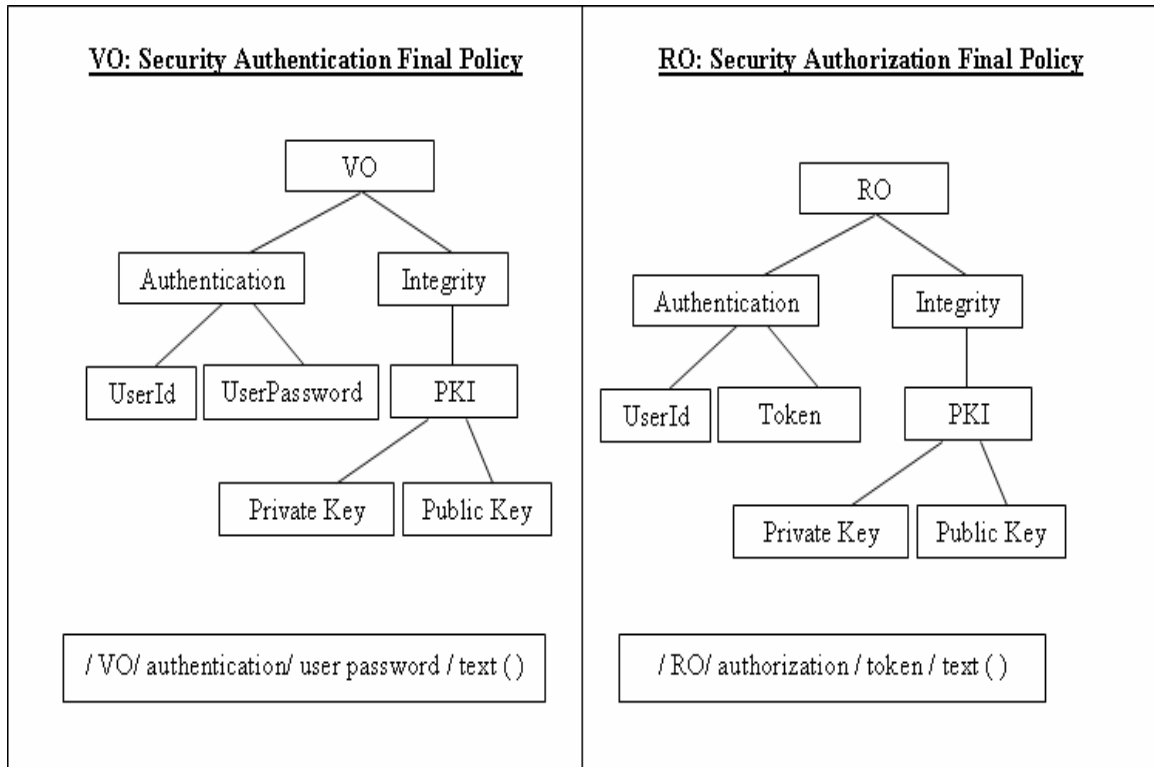 VO: Security Authentication Final Policy
VO
Authentication
Integrity
UserId
UserPassword
PKI
Private Key
Public Key
/ VO/ authentication/ user password / text ( )
RO: Security Authorization Final Policy
RO
Authentication
Integrity
UserId
Token
PKI
Private Key
Public Key
/ RO/ authorization / token / text ( )